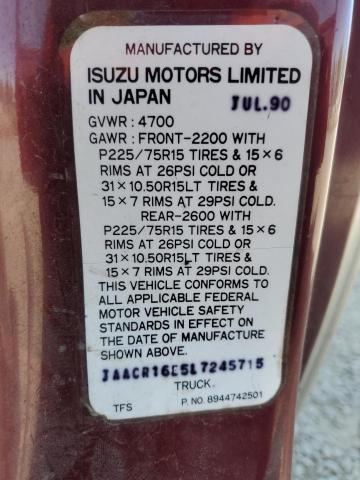 MANUFACTURED BY
ISUZU MOTORS LIMITED
IN JAPAN JUL.90
GVWR : 4700
GAWR : FRONT-2200 WITH
P225/75R15 TIRES & 15×6
RIMS AT 26PSI COLD OR
31×10.50R15LT TIRES &
15×7 RIMS AT 29PSI COLD.
REAR-2600 WITH
P225/75R15 TIRES & 15×6
RIMS AT 26PSI COLD OR
31×10.50R15LT TIRES &
15×7 RIMS AT 29PSI COLD.
THIS VEHICLE CONFORMS TO
ALL APPLICABLE FEDERAL
MOTOR VEHICLE SAFETY
STANDARDS IN EFFECT ON
THE DATE OF MANUFACTURE
SHOWN ABOVE.
JAACR16E5L7245715
TRUCK.
TFS P. NO. 8944742501